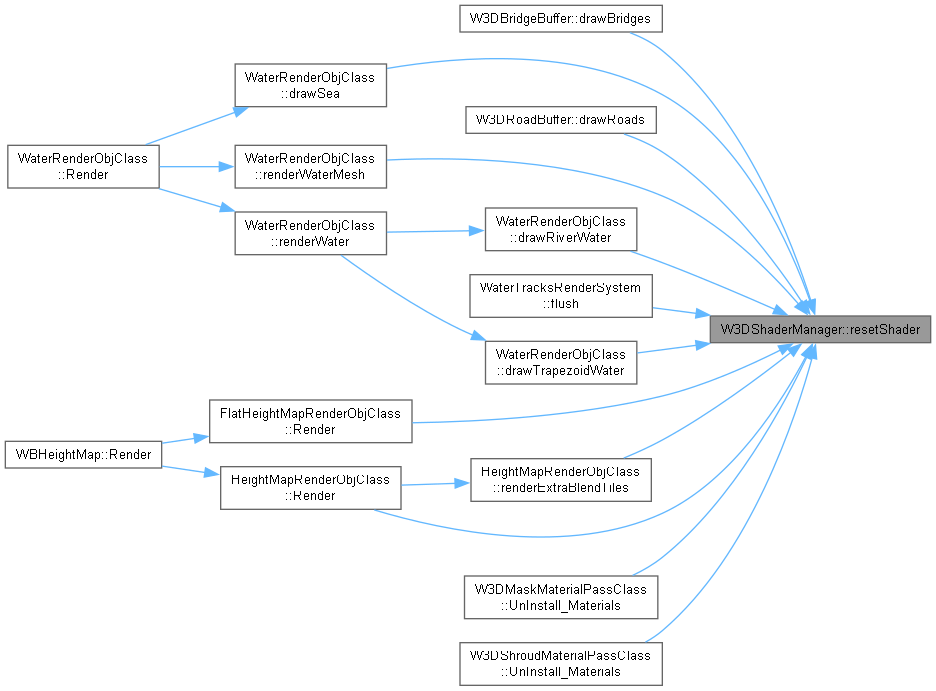 W3DBridgeBuffer::drawBridges
WaterRenderObjClass
::drawSea
W3DRoadBuffer::drawRoads
WaterRenderObjClass
::Render
WaterRenderObjClass
::renderWaterMesh
WaterRenderObjClass
::renderWater
WaterRenderObjClass
::drawRiverWater
WaterTracksRenderSystem
::flush
W3DShaderManager::resetShader
WaterRenderObjClass
::drawTrapezoidWater
FlatHeightMapRenderObjClass
::Render
WBHeightMap::Render
HeightMapRenderObjClass
::Render
HeightMapRenderObjClass
::renderExtraBlendTiles
W3DMaskMaterialPassClass
::UnInstall_Materials
W3DShroudMaterialPassClass
::UnInstall_Materials